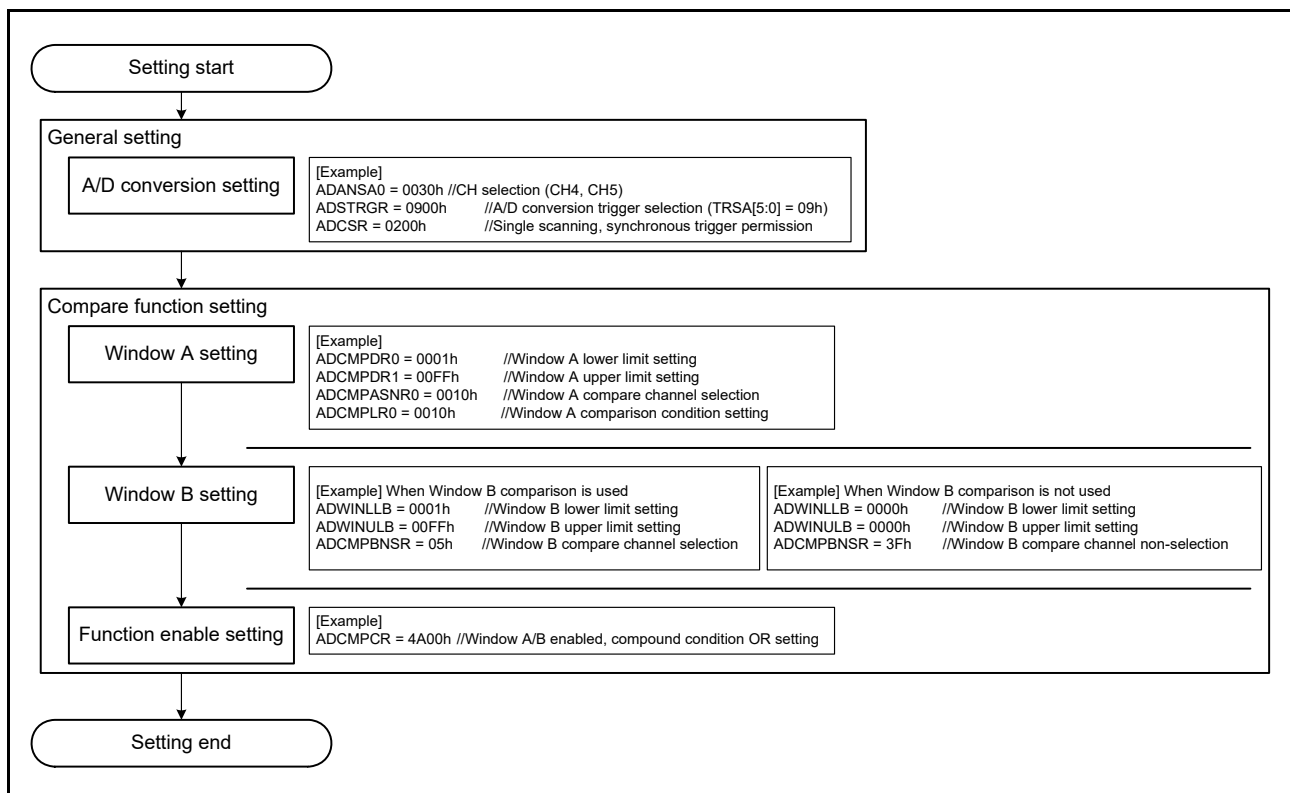 Setting start
General setting
A/D conversion setting
[Example]
ADANSA0 = 0030h //CH selection (CH4, CH5)
ADSTRGR = 0900h //A/D conversion trigger selection (TRSA[5:0] = 09h)
ADCSR = 0200h //Single scanning, synchronous trigger permission
Compare function setting
Window A setting
[Example]
ADCMPDR0 = 0001h //Window A lower limit setting
ADCMPDR1 = 00FFh //Window A upper limit setting
ADCMPASNR0 = 0010h //Window A compare channel selection
ADCMPLR0 = 0010h //Window A comparison condition setting
Window B setting
[Example] When Window B comparison is used
ADWINLLB = 0001h //Window B lower limit setting
ADWINULB = 00FFh //Window B upper limit setting
ADCMPBNSR = 05h //Window B compare channel selection
[Example] When Window B comparison is not used
ADWINLLB = 0000h //Window B lower limit setting
ADWINULB = 0000h //Window B upper limit setting
ADCMPBNSR = 3Fh //Window B compare channel non-selection
Function enable setting
[Example]
ADCMPCR = 4A00h //Window A/B enabled, compound condition OR setting
Setting end